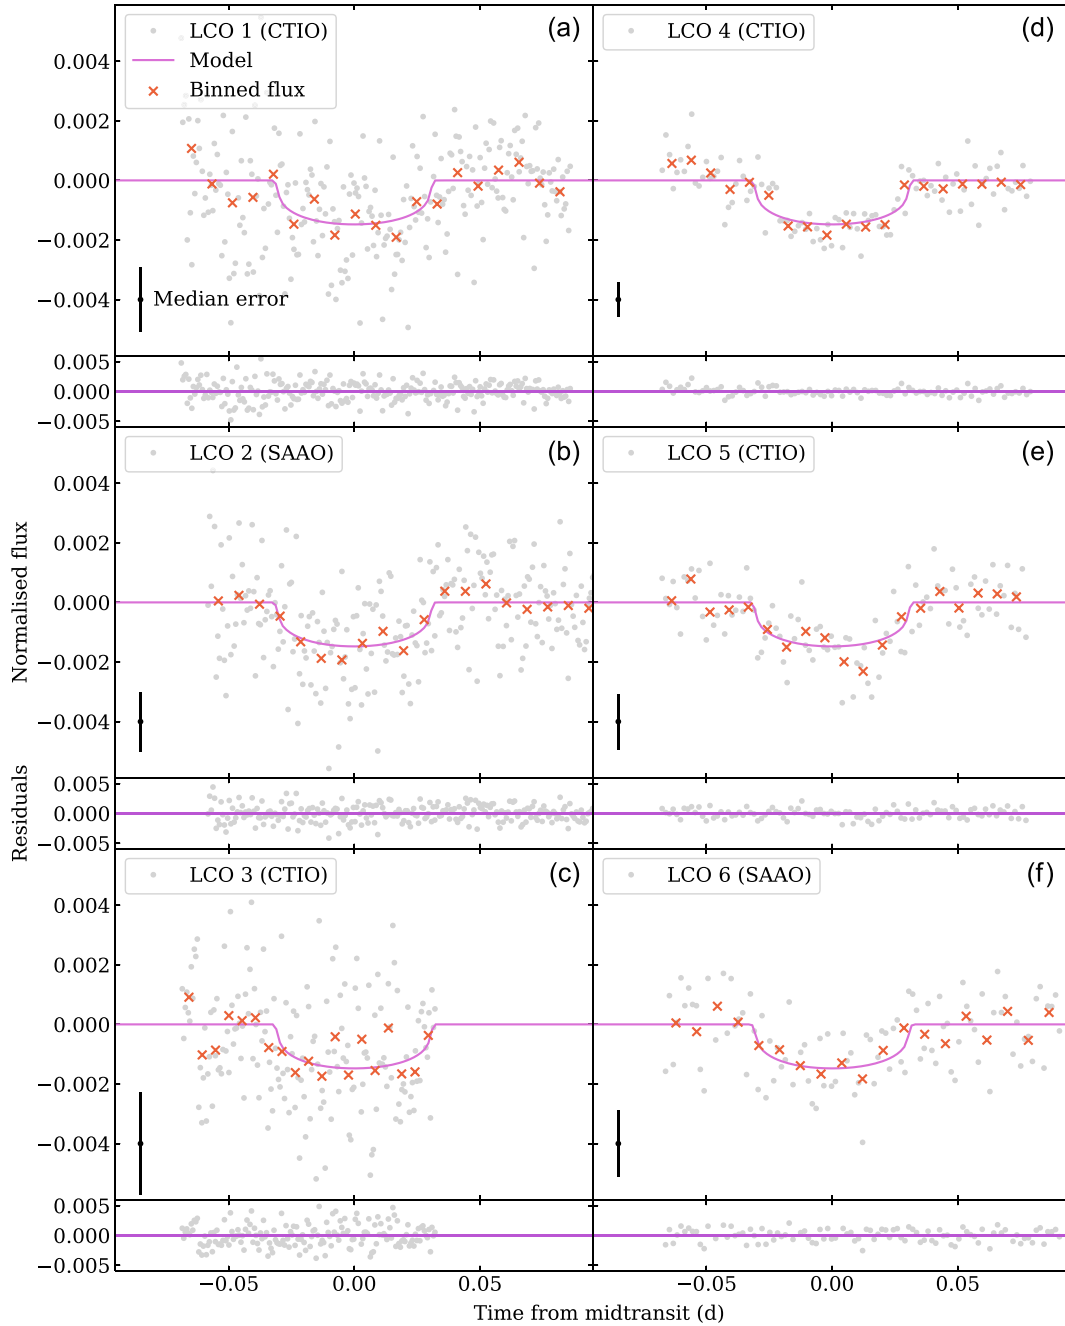 LCO 1 (CTIO)
Model
Binned flux
(a)
0.004
0.002
0.000
−0.002
−0.004
Median error
0.005
0.000
−0.005
LCO 4 (CTIO)
(d)
LCO 2 (SAAO)
(b)
0.004
0.002
0.000
−0.002
−0.004
0.005
0.000
−0.005
LCO 5 (CTIO)
(e)
Normalised flux
Residuals
LCO 3 (CTIO)
(c)
0.004
0.002
0.000
−0.002
−0.004
0.005
0.000
−0.005
LCO 6 (SAAO)
(f)
−0.05
0.00
0.05
−0.05
0.00
0.05
Time from midtransit (d)